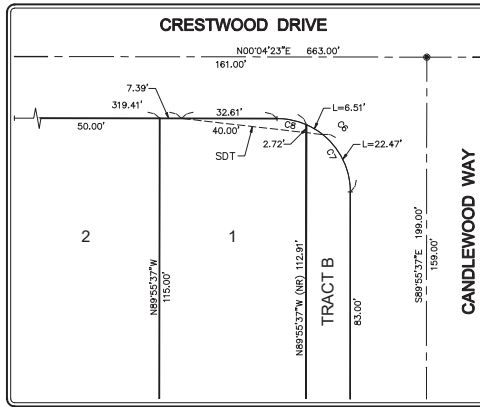 CRESTWOOD DRIVE
N00°04'23"E 663.00'
161.00'
7.39'
319.41'
32.61'
L=6.51'
C8
C6
50.00'
40.00'
2.72'
C7
L=22.47'
SDT
2
1
TRACT B
N89°55'37"W
115.00'
N89°55'37"W (NR) 112.91'
83.00'
S89°55'37"E 199.00'
159.00'
CANDLEWOOD WAY